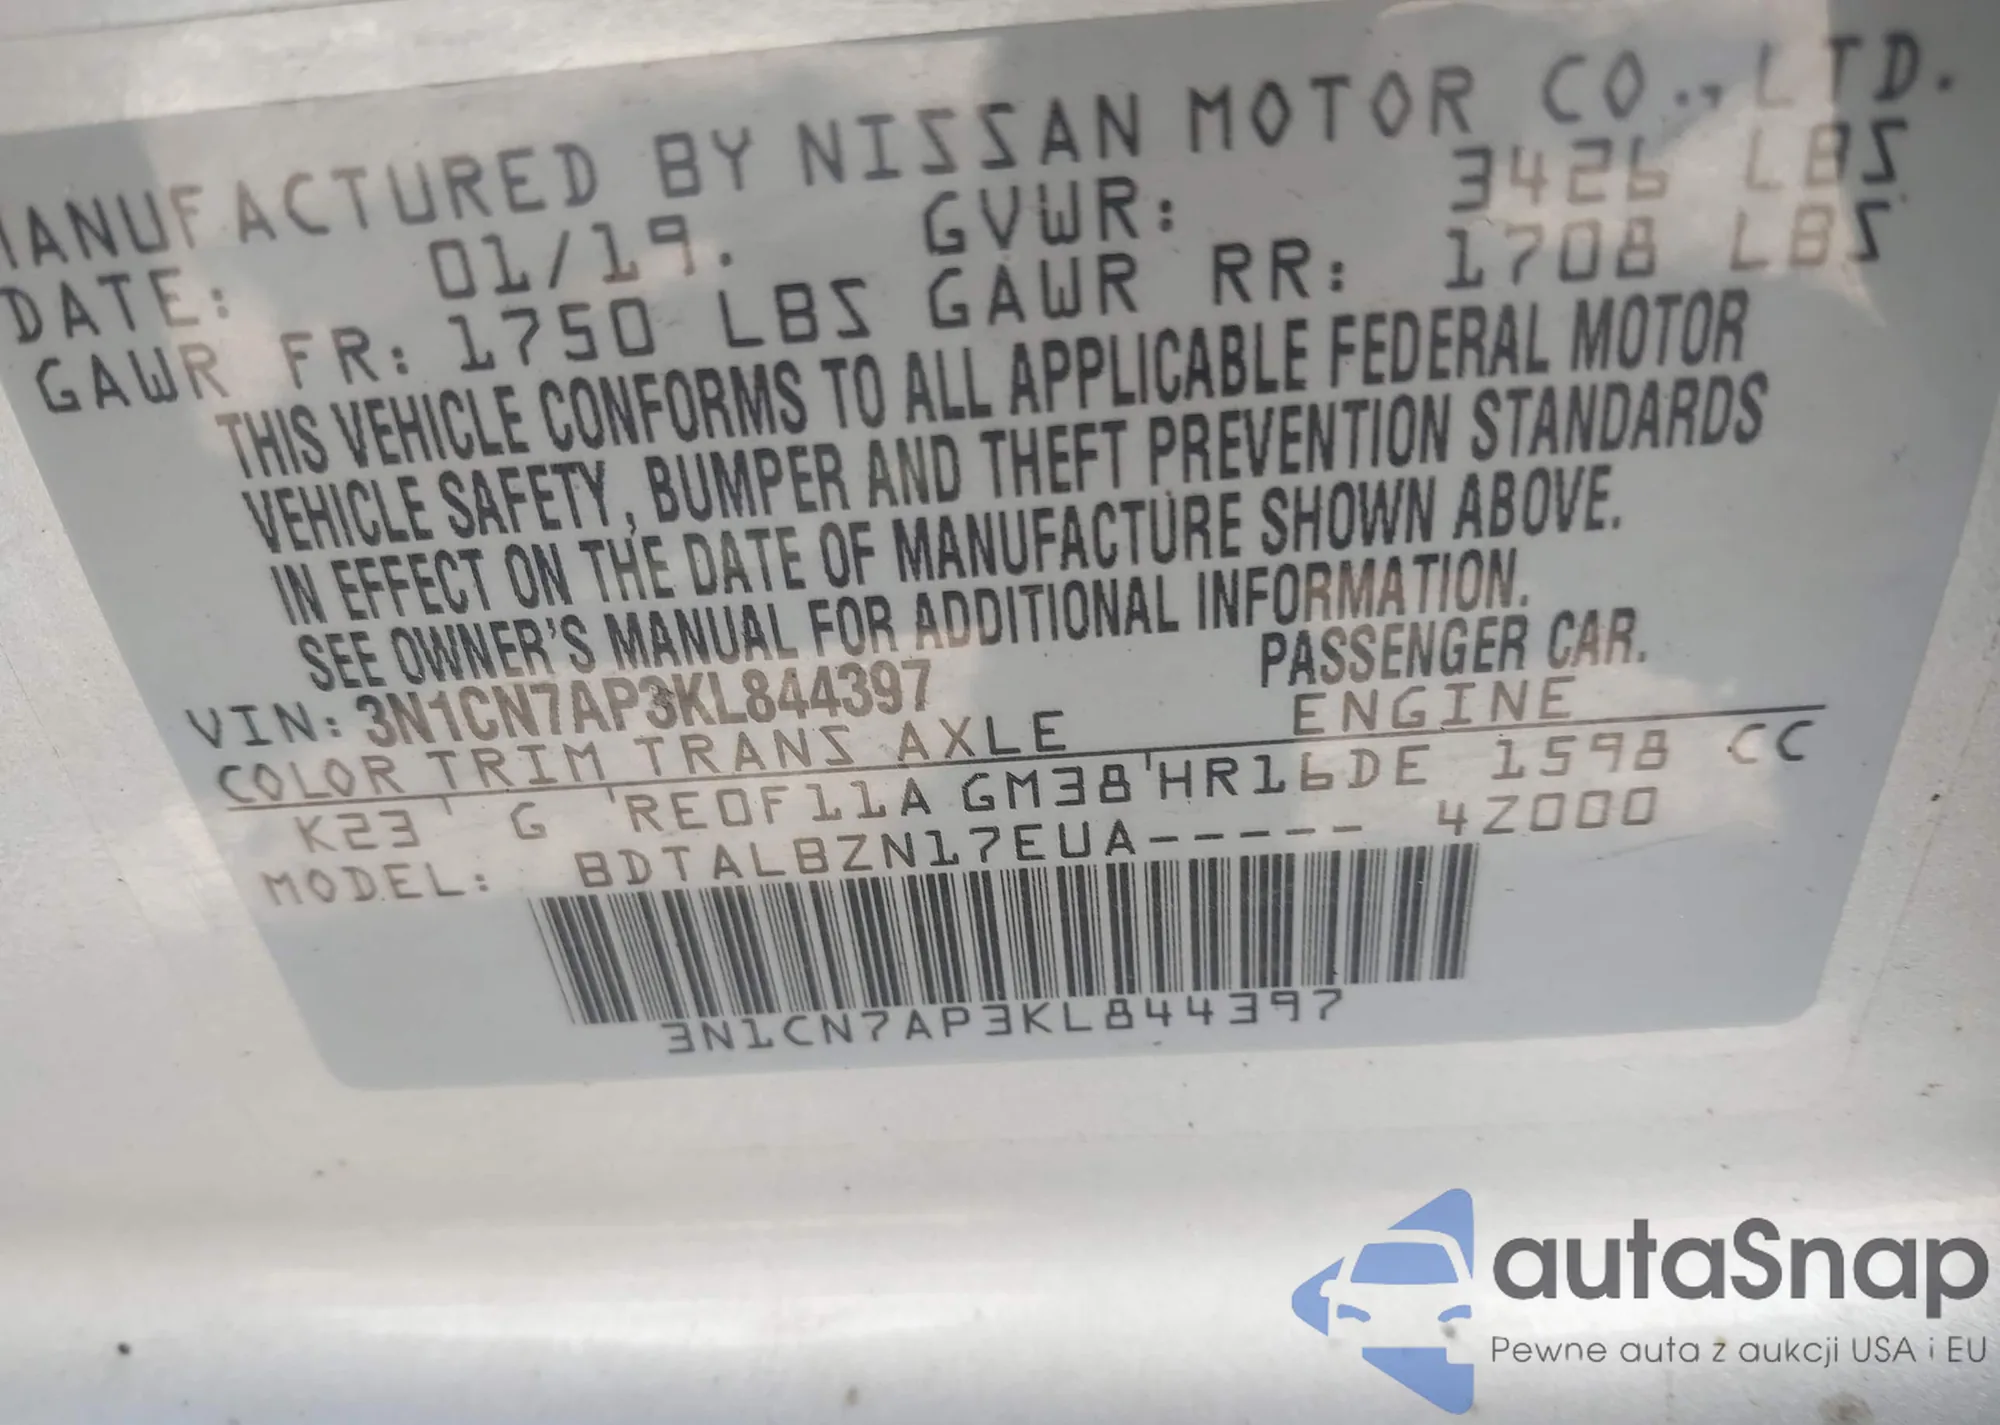 MANUFACTURED BY NISSAN MOTOR CO., LTD.
DATE: 01/19. GVWR: 3426 LBS
GAWR FR: 1750 LBS GAWR RR: 1708 LBS
THIS VEHICLE CONFORMS TO ALL APPLICABLE FEDERAL MOTOR
VEHICLE SAFETY, BUMPER AND THEFT PREVENTION STANDARDS
IN EFFECT ON THE DATE OF MANUFACTURE SHOWN ABOVE.
SEE OWNER'S MANUAL FOR ADDITIONAL INFORMATION.
VIN: 3N1CN7AP3KL844397 PASSENGER CAR.
COLOR TRIM TRANS AXLE ENGINE
K23 G RE0F11A GM38 HR16DE 1598 CC
MODEL: BDTALBZN17EUA----- 4Z000
3N1CN7AP3KL844397
autaSnap
Pewne auta z aukcji USA i EU